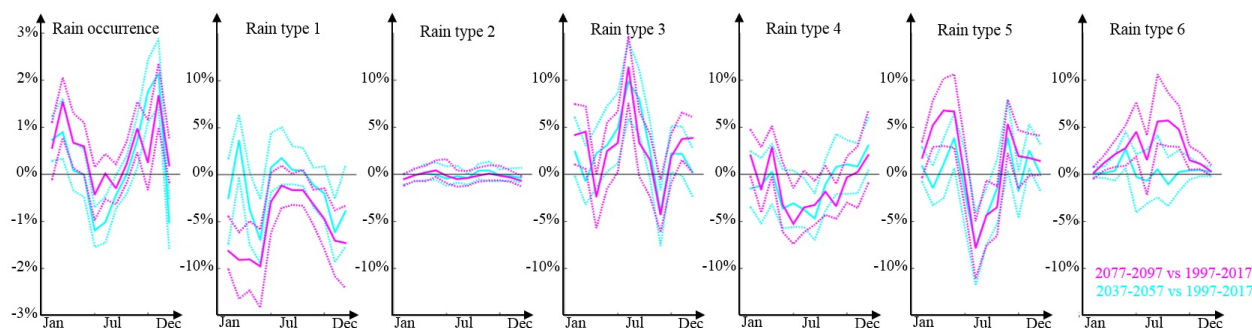 Rain occurrence
Rain type 1
Rain type 2
Rain type 3
Rain type 4
Rain type 5
Rain type 6
3%
2%
1%
0%
-1%
-2%
-3%
10%
5%
0%
-5%
-10%
10%
5%
0%
-5%
-10%
10%
5%
0%
-5%
-10%
10%
5%
0%
-5%
-10%
10%
5%
0%
-5%
-10%
10%
5%
0%
-5%
-10%
2077-2097 vs 1997-2017
2037-2057 vs 1997-2017
Jan Jul Dec
Jan Jul Dec
Jan Jul Dec
Jan Jul Dec
Jan Jul Dec
Jan Jul Dec
Jan Jul Dec